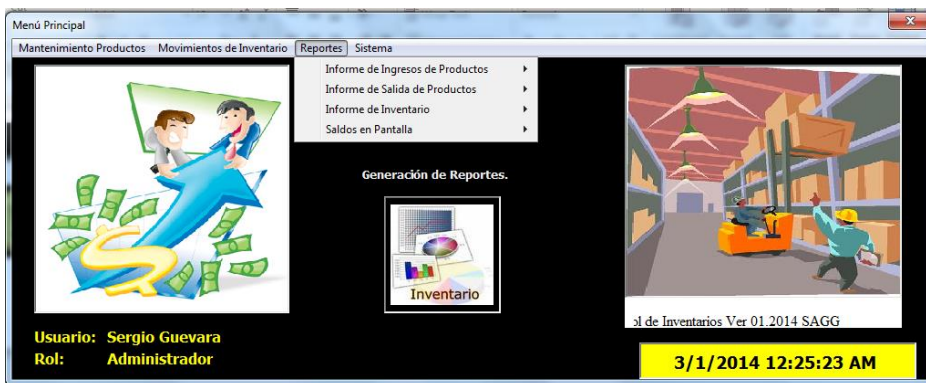 Menú Principal
Mantenimiento Productos Movimientos de Inventario Reportes Sistema
Informe de Ingresos de Productos
Informe de Salida de Productos
Informe de Inventario
Saldos en Pantalla
Generación de Reportes.
Inventario
ol de Inventarios Ver 01.2014 SAGG
Usuario: Sergio Guevara
Rol: Administrador
3/1/2014 12:25:23 AM